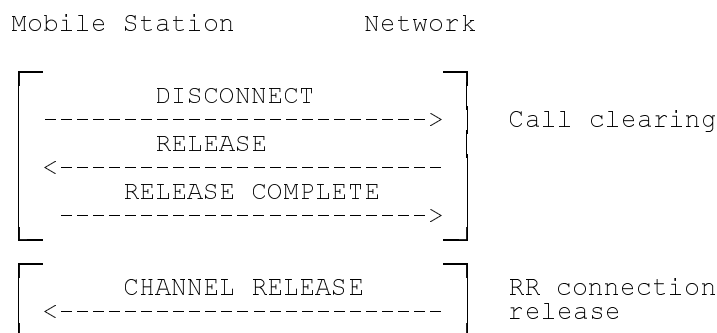 Mobile Station Network
DISCONNECT
------------------------> Call clearing
RELEASE
<------------------------
RELEASE COMPLETE
----------------------->
CHANNEL RELEASE RR connection
<------------------------ release